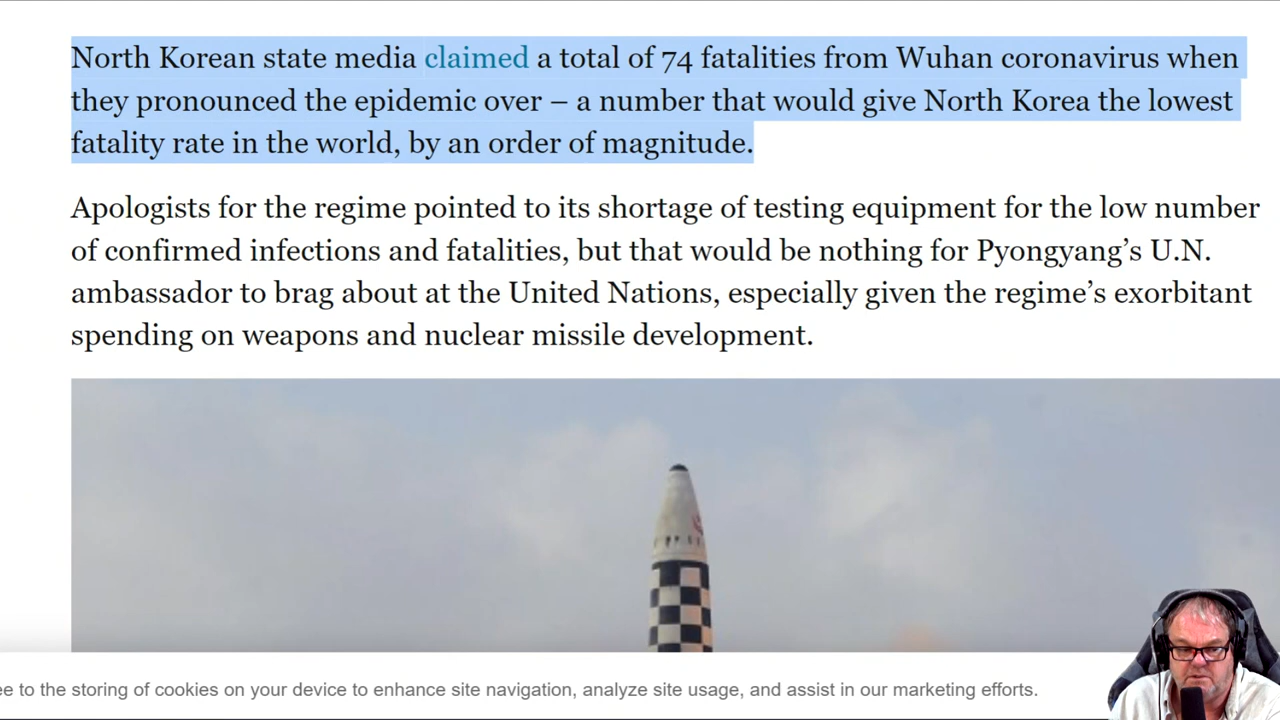 North Korean state media claimed a total of 74 fatalities from Wuhan coronavirus when
they pronounced the epidemic over – a number that would give North Korea the lowest
fatality rate in the world, by an order of magnitude.
Apologists for the regime pointed to its shortage of testing equipment for the low number
of confirmed infections and fatalities, but that would be nothing for Pyongyang’s U.N.
ambassador to brag about at the United Nations, especially given the regime’s exorbitant
spending on weapons and nuclear missile development.
ee to the storing of cookies on your device to enhance site navigation, analyze site usage, and assist in our marketing efforts.